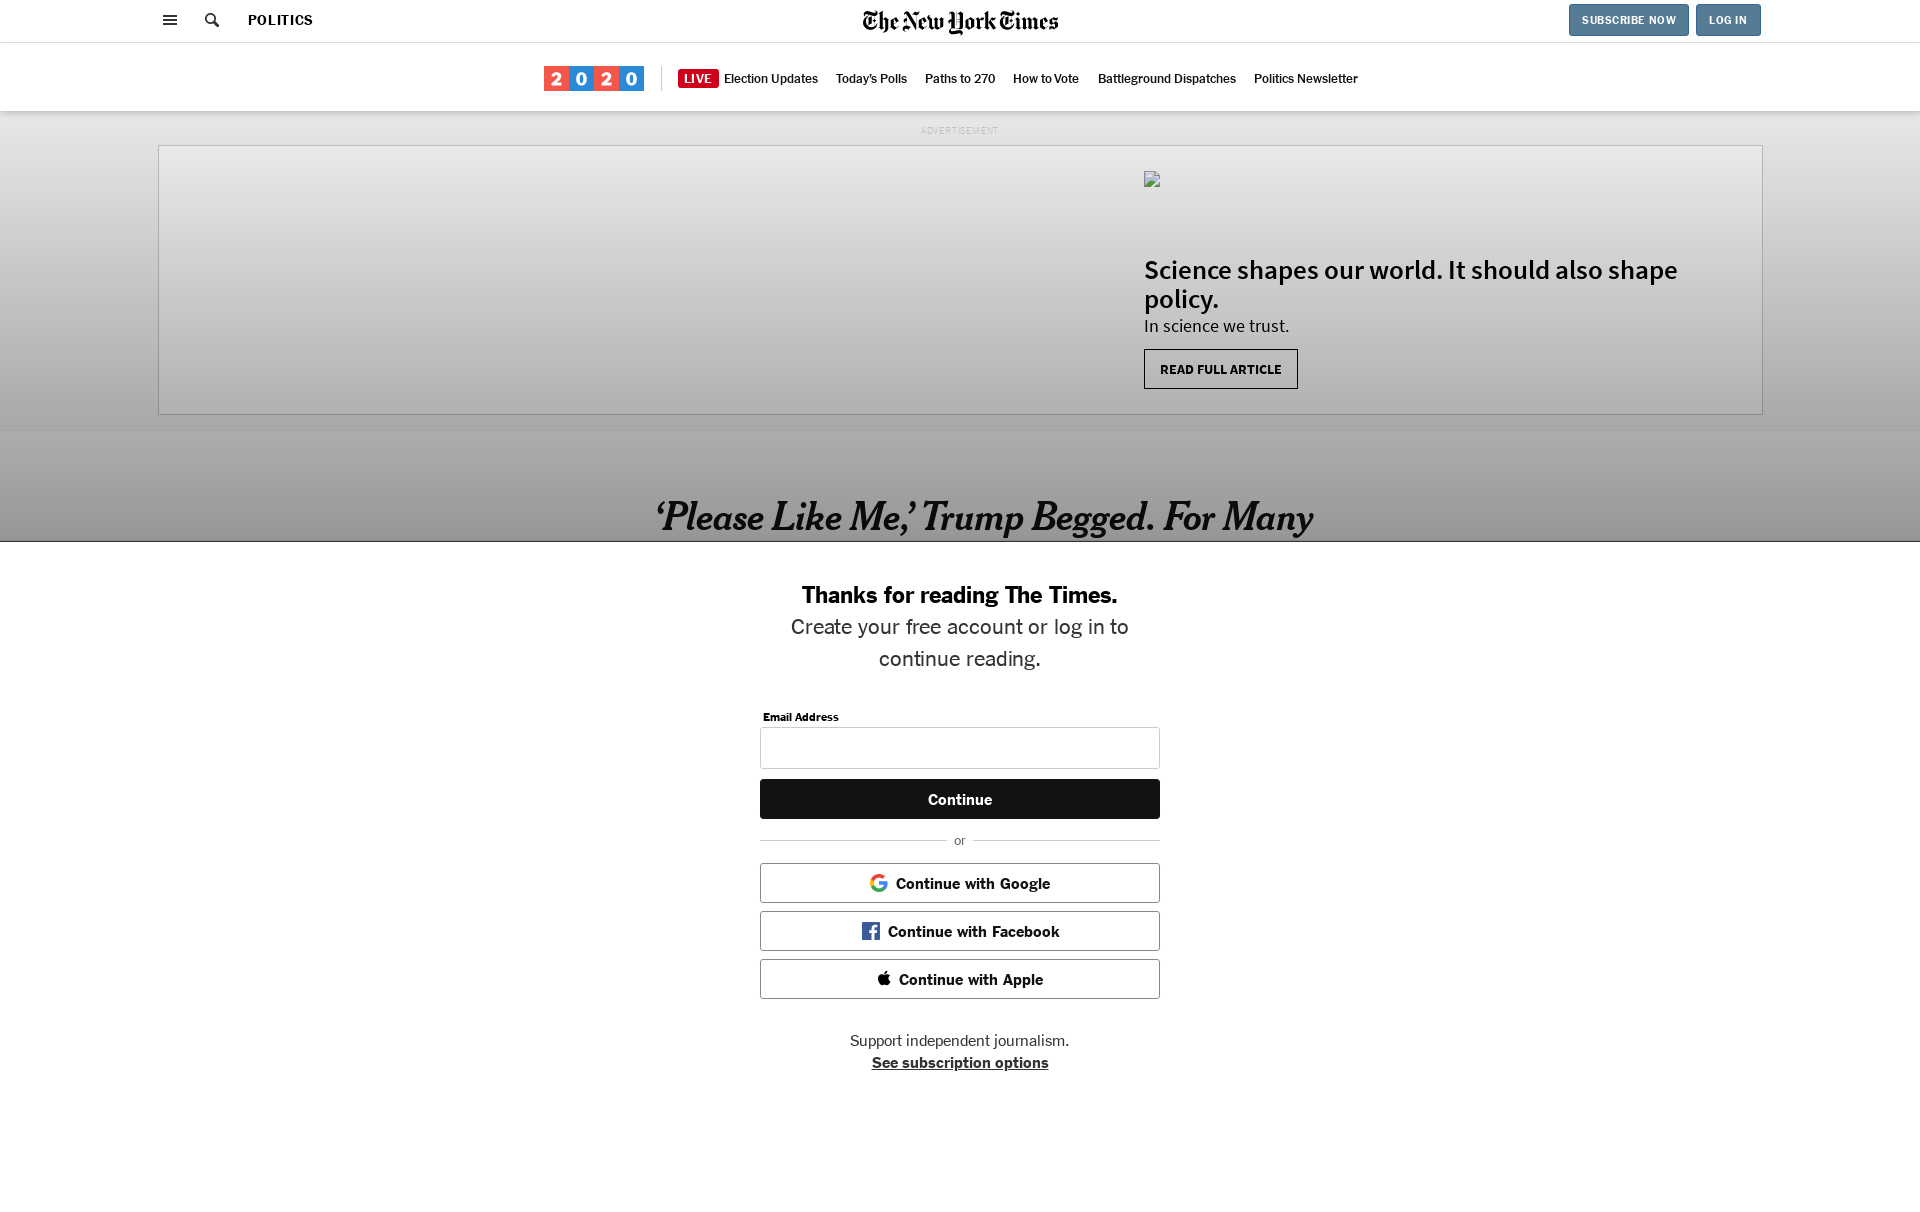 POLITICS
The New York Times
SUBSCRIBE NOW
LOG IN
2020
LIVE Election Updates
Today's Polls
Paths to 270
How to Vote
Battleground Dispatches
Politics Newsletter
ADVERTISEMENT
Science shapes our world. It should also shape
policy.
In science we trust.
READ FULL ARTICLE
‘Please Like Me,’ Trump Begged. For Many
Thanks for reading The Times.
Create your free account or log in to
continue reading.
Email Address
Continue
or
Continue with Google
Continue with Facebook
Continue with Apple
Support independent journalism.
See subscription options